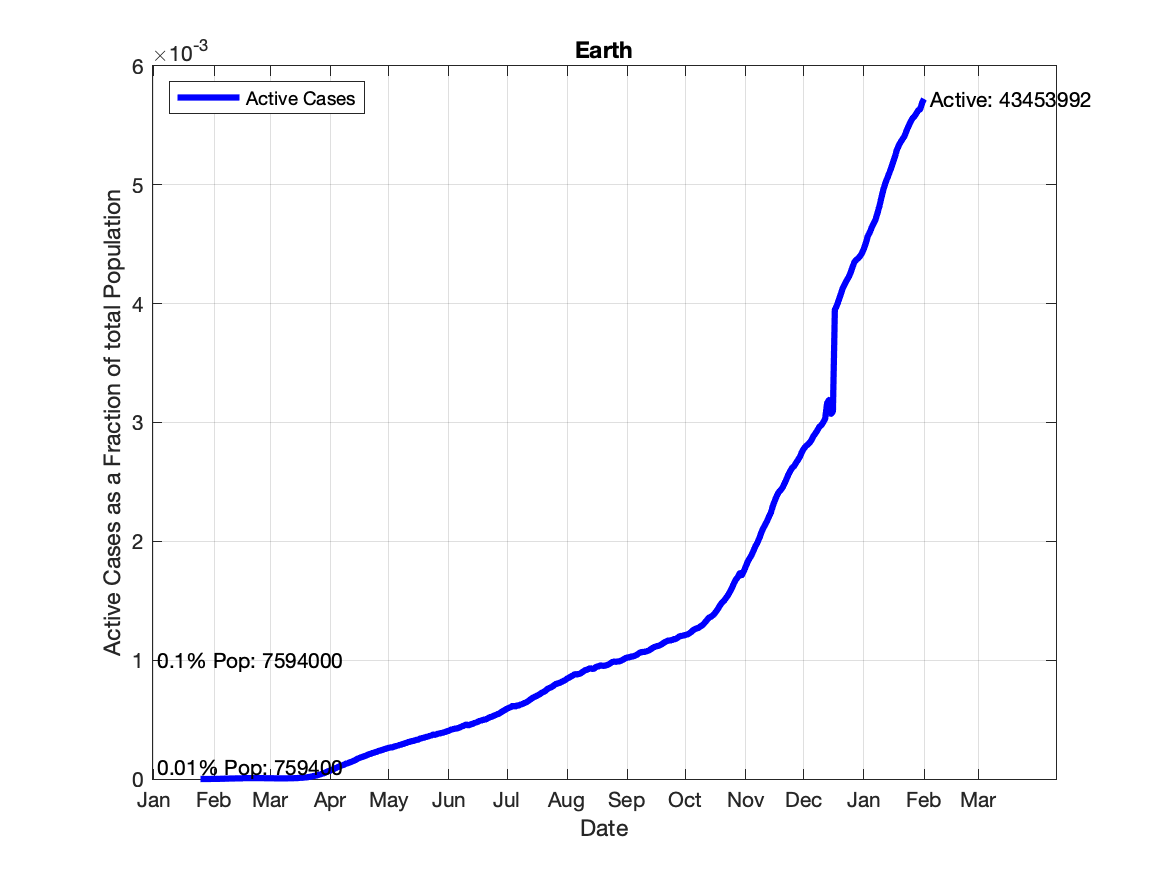 Earth
×10-3
6
5
4
3
2
1
0
Active Cases as a Fraction of total Population
Active Cases
Active: 43453992
0.1% Pop: 7594000
0.01% Pop: 759400
Jan Feb Mar Apr May Jun Jul Aug Sep Oct Nov Dec Jan Feb Mar
Date